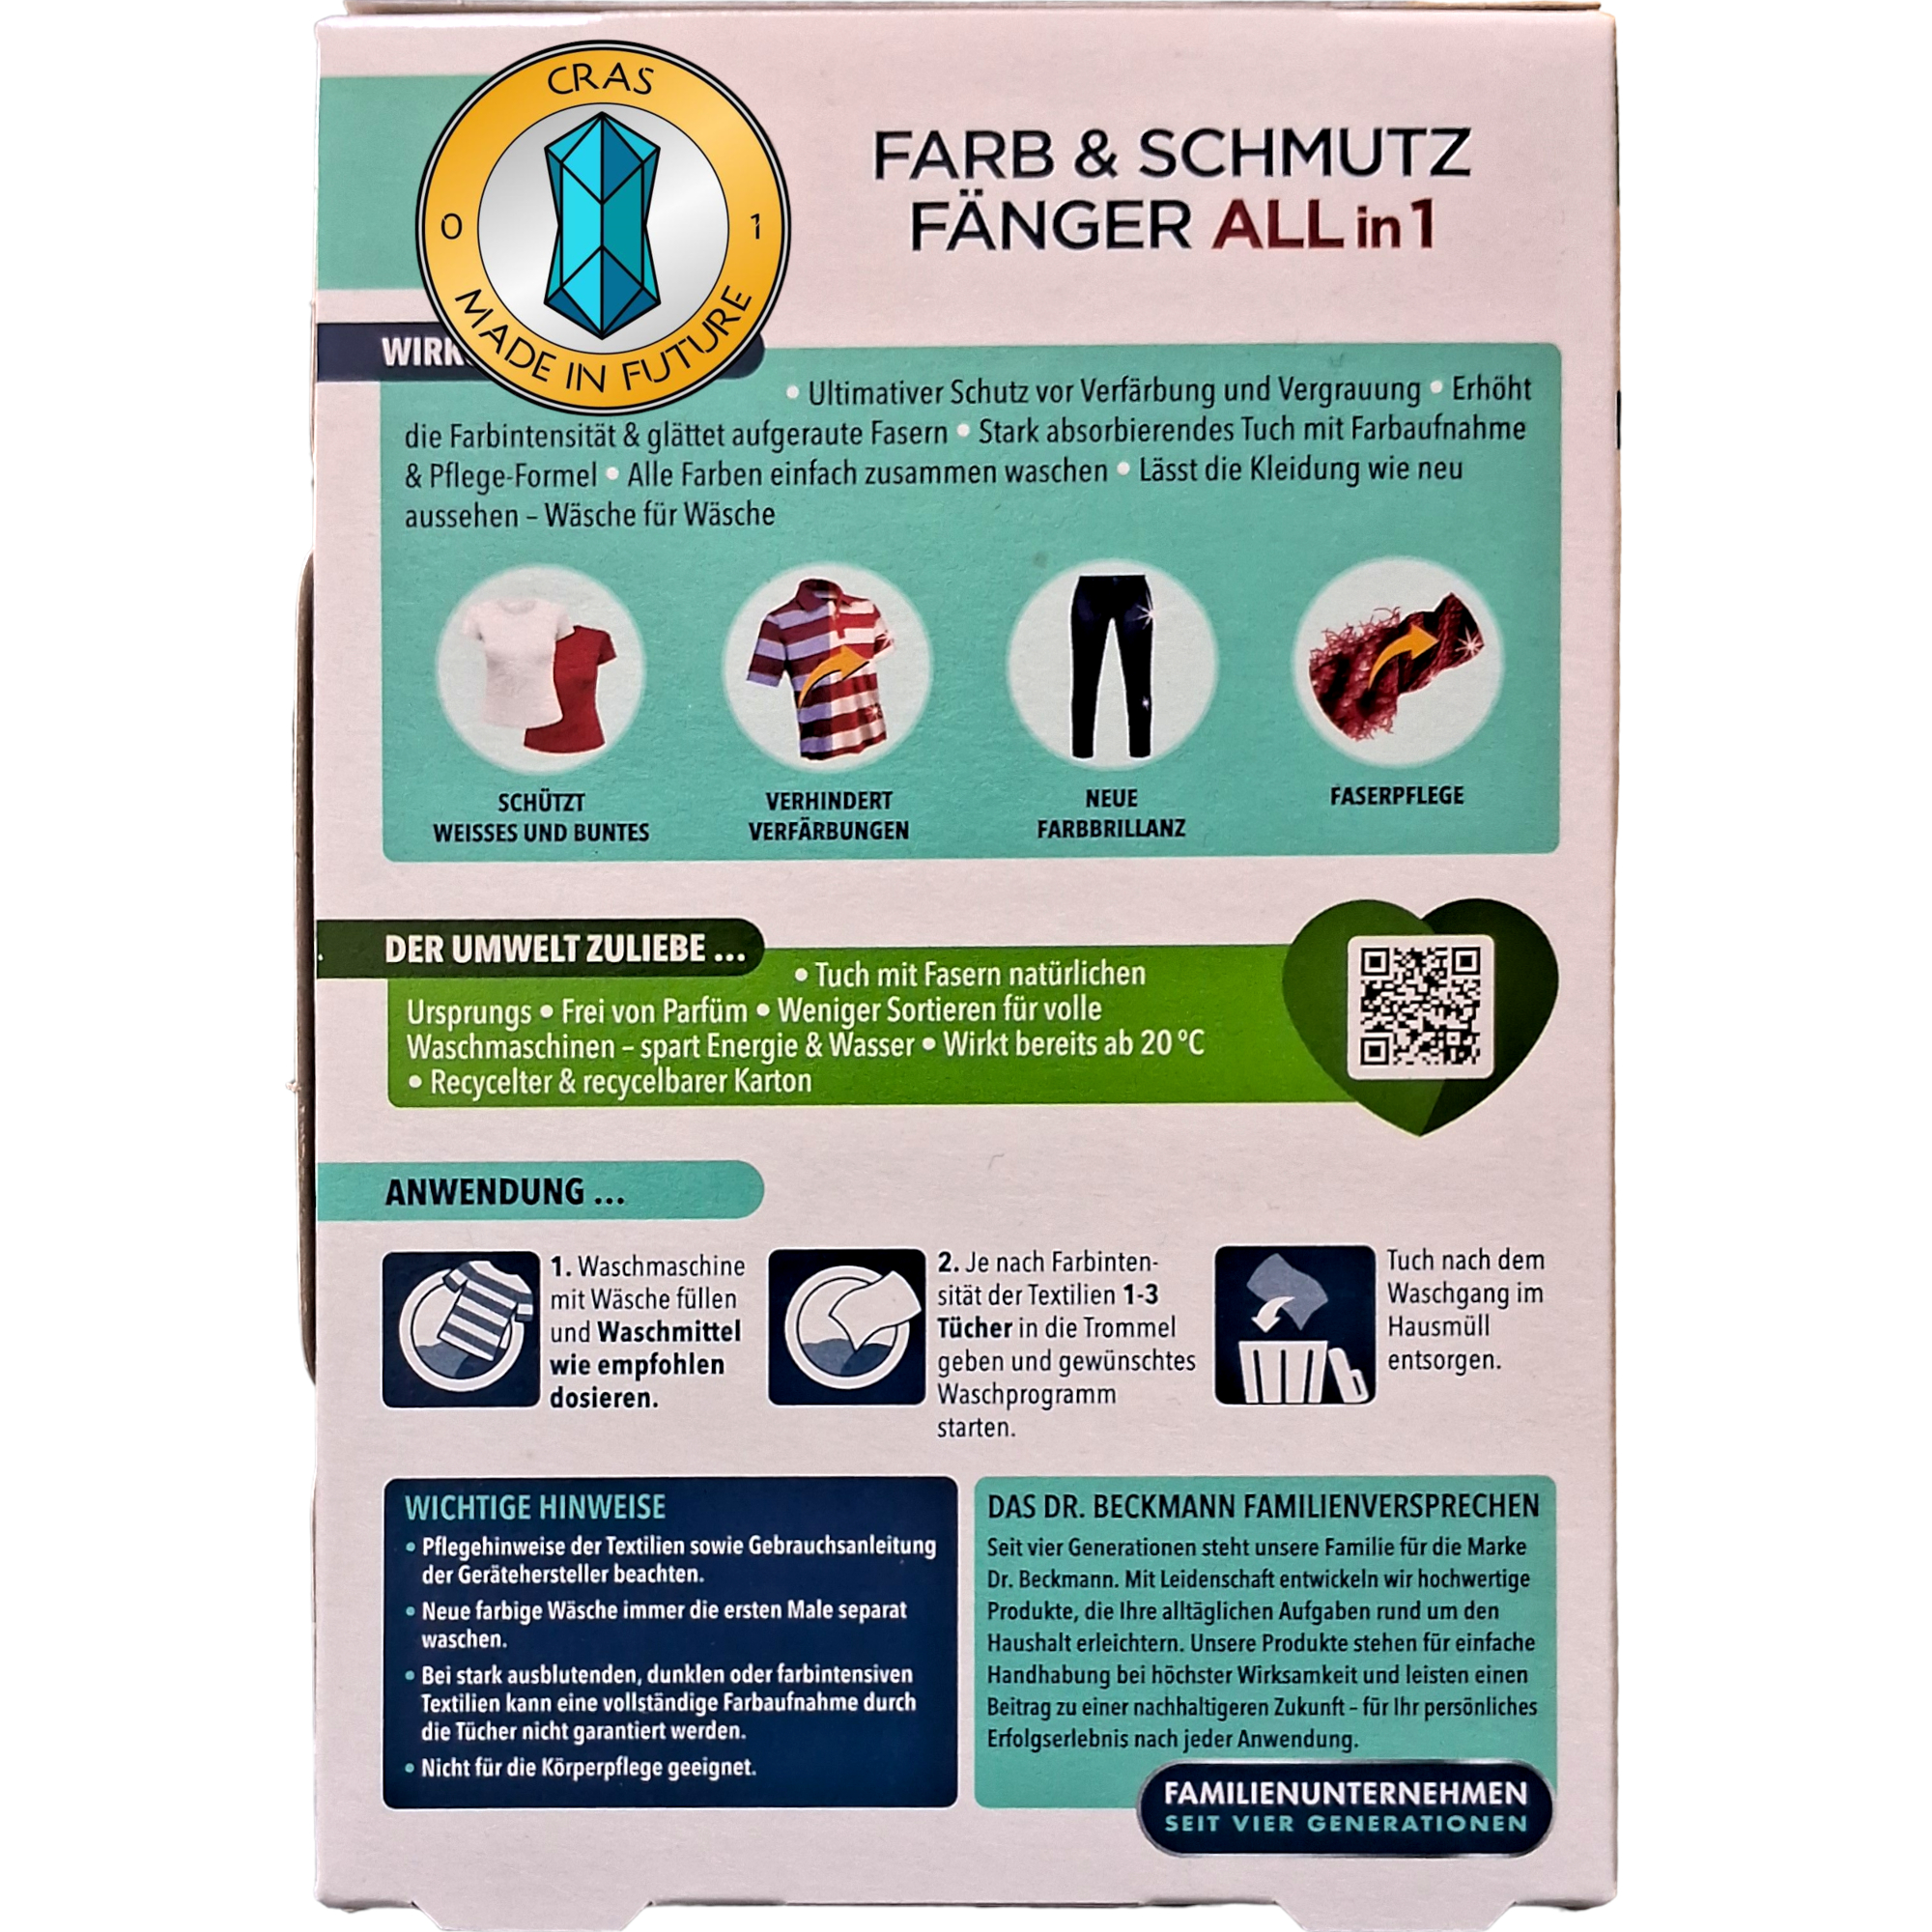 CRAS
0 1
MADE IN FUTURE
FARB & SCHMUTZ
FÄNGER ALL in 1
• Ultimativer Schutz vor Verfärbung und Vergrauung • Erhöht
die Farbintensität & glättet aufgeraute Fasern • Stark absorbierendes Tuch mit Farbaufnahme
& Pflege-Formel • Alle Farben einfach zusammen waschen • Lässt die Kleidung wie neu
aussehen – Wäsche für Wäsche
SCHÜTZT
WEISSES UND BUNTES
VERHINDERT
VERFÄRBUNGEN
NEUE
FARBBRILLANZ
FASERPFLEGE
DER UMWELT ZULIEBE ...
• Tuch mit Fasern natürlichen
Ursprungs • Frei von Parfüm • Weniger Sortieren für volle
Waschmaschinen – spart Energie & Wasser • Wirkt bereits ab 20 °C
• Recycelter & recycelbarer Karton
ANWENDUNG ...
1. Waschmaschine
mit Wäsche füllen
und Waschmittel
wie empfohlen
dosieren.
2. Je nach Farbinten-
sität der Textilien 1-3
Tücher in die Trommel
geben und gewünschtes
Waschprogramm
starten.
Tuch nach dem
Waschgang im
Hausmüll
entsorgen.
WICHTIGE HINWEISE
• Pflegehinweise der Textilien sowie Gebrauchsanleitung
der Gerätehersteller beachten.
• Neue farbige Wäsche immer die ersten Male separat
waschen.
• Bei stark ausblutenden, dunklen oder farbintensiven
Textilien kann eine vollständige Farbaufnahme durch
die Tücher nicht garantiert werden.
• Nicht für die Körperpflege geeignet.
DAS DR. BECKMANN FAMILIENVERSPRECHEN
Seit vier Generationen steht unsere Familie für die Marke
Dr. Beckmann. Mit Leidenschaft entwickeln wir hochwertige
Produkte, die Ihre alltäglichen Aufgaben rund um den
Haushalt erleichtern. Unsere Produkte stehen für einfache
Handhabung bei höchster Wirksamkeit und leisten einen
Beitrag zu einer nachhaltigeren Zukunft – für Ihr persönliches
Erfolgserlebnis nach jeder Anwendung.
FAMILIENUNTERNEHMEN
SEIT VIER GENERATIONEN